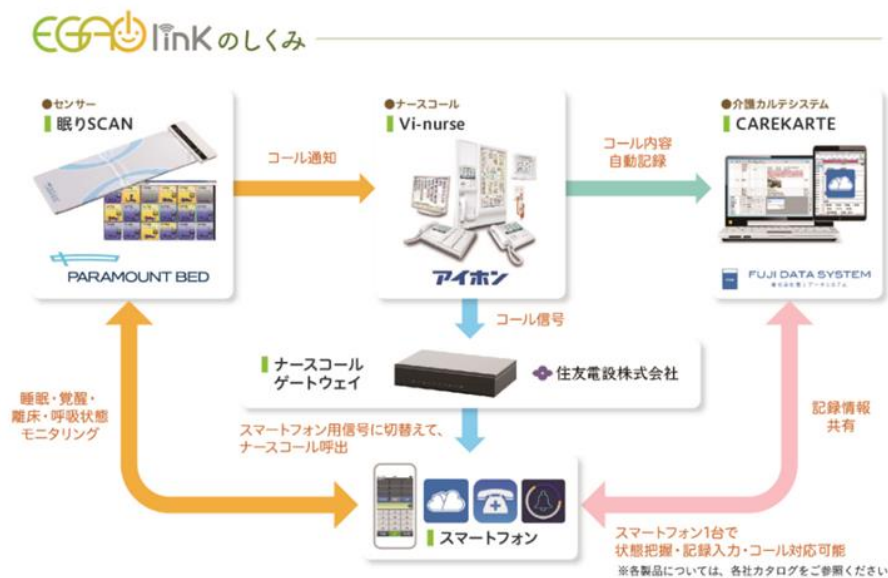 EGAO linkのしくみ
●センサー
眠りSCAN
PARAMOUNT BED
コール通知
●ナースコール
Vi-nurse
アイホン
コール内容
自動記録
●介護カルテシステム
CAREKARTE
FUJI DATA SYSTEM
コール信号
ナースコール
ゲートウェイ
住友電設株式会社
睡眠・覚醒・
離床・呼吸状態
モニタリング
スマートフォン用信号に切替えて、
ナースコール呼出
記録情報
共有
スマートフォン
スマートフォン1台で
状態把握・記録入力・コール対応可能
※各製品については、各社カタログをご参照ください